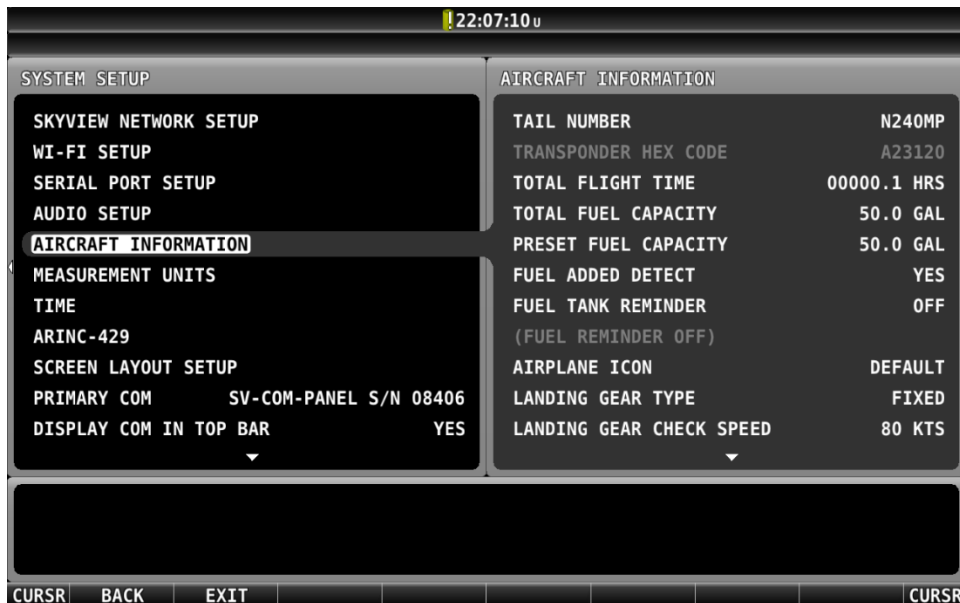 ! 22:07:10 U
SYSTEM SETUP
SKYVIEW NETWORK SETUP
WI-FI SETUP
SERIAL PORT SETUP
AUDIO SETUP
AIRCRAFT INFORMATION
MEASUREMENT UNITS
TIME
ARINC-429
SCREEN LAYOUT SETUP
PRIMARY COM SV-COM-PANEL S/N 08406
DISPLAY COM IN TOP BAR YES
AIRCRAFT INFORMATION
TAIL NUMBER N240MP
TRANSPONDER HEX CODE A23120
TOTAL FLIGHT TIME 00000.1 HRS
TOTAL FUEL CAPACITY 50.0 GAL
PRESET FUEL CAPACITY 50.0 GAL
FUEL ADDED DETECT YES
FUEL TANK REMINDER OFF
(FUEL REMINDER OFF)
AIRPLANE ICON DEFAULT
LANDING GEAR TYPE FIXED
LANDING GEAR CHECK SPEED 80 KTS
CURSR BACK EXIT CURSR